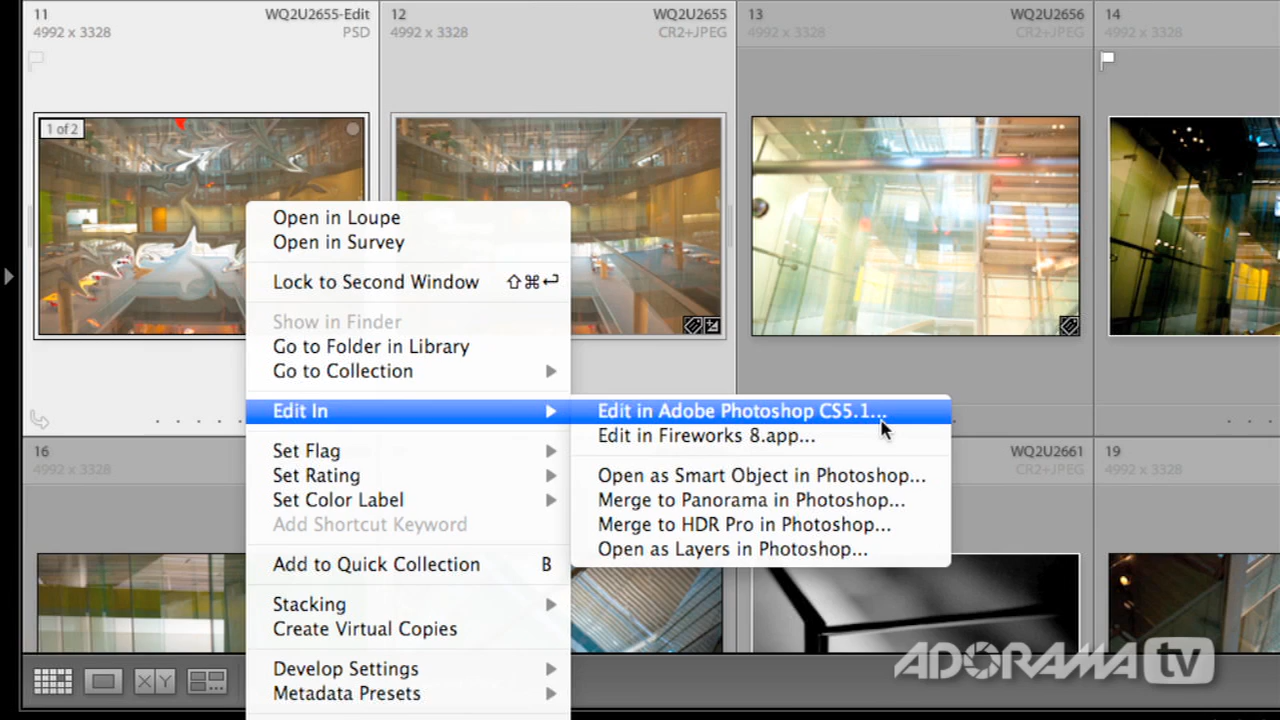 11
WQ2U2655-Edit
4992 x 3328
PSD
12
WQ2U2655
4992 x 3328
CR2+JPEG
13
WQ2U2656
4992 x 3328
CR2+JPEG
14
4992 x 3328
1 of 2
Open in Loupe
Open in Survey
Lock to Second Window ⇧⌘↩
Show in Finder
Go to Folder in Library
Go to Collection
Edit In
Set Flag
Set Rating
Set Color Label
Add Shortcut Keyword
Add to Quick Collection B
Stacking
Create Virtual Copies
Develop Settings
Metadata Presets
Edit in Adobe Photoshop CS5.1...
Edit in Fireworks 8.app...
Open as Smart Object in Photoshop...
Merge to Panorama in Photoshop...
Merge to HDR Pro in Photoshop...
Open as Layers in Photoshop...
16
4992 x 3328
WQ2U2661
CR2+JPEG
19
4992 x 3328
XY
ADORAMA tv